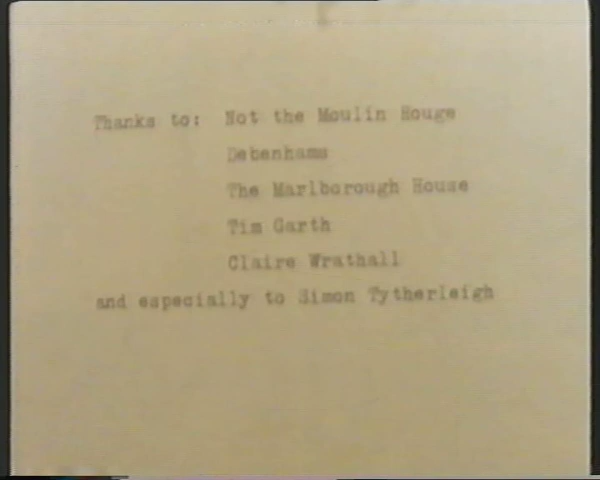 Thanks to: Not the Moulin Rouge
Debenhams
The Marlborough House
Tim Garth
Claire Wrathall
and especially to Simon Tytherleigh